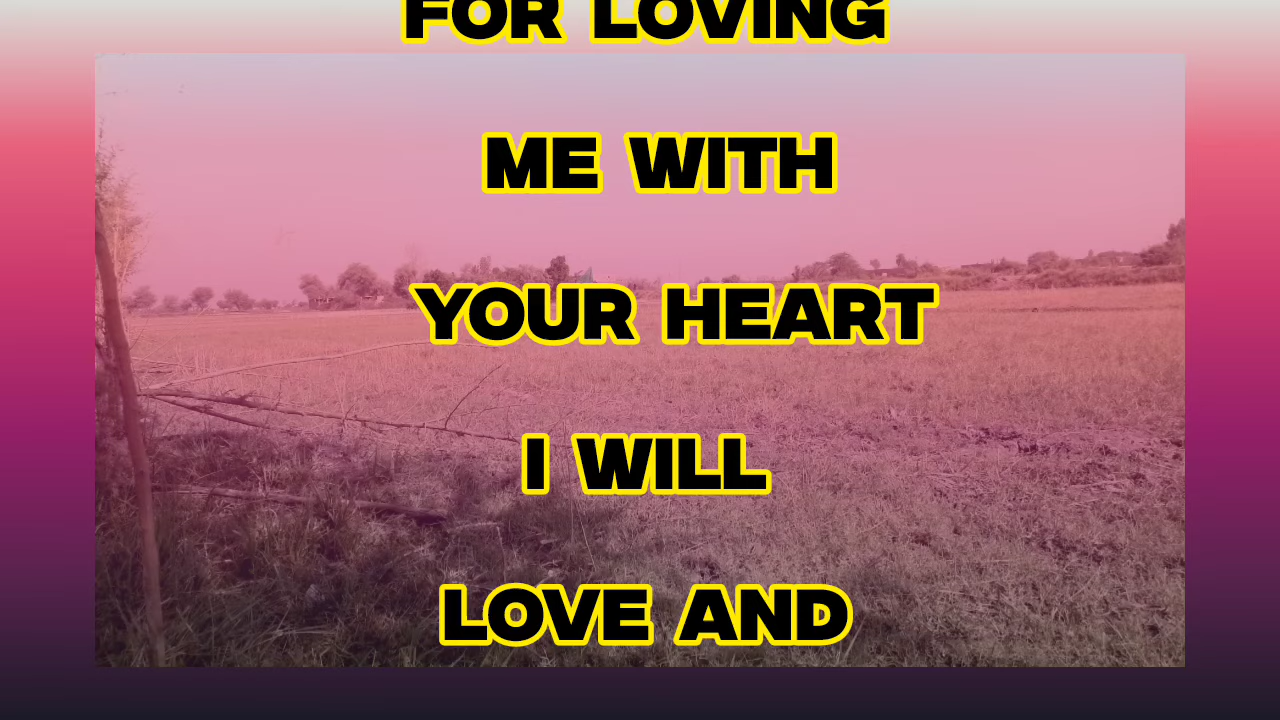 FOR LOVING
ME WITH
YOUR HEART
I WILL
LOVE AND